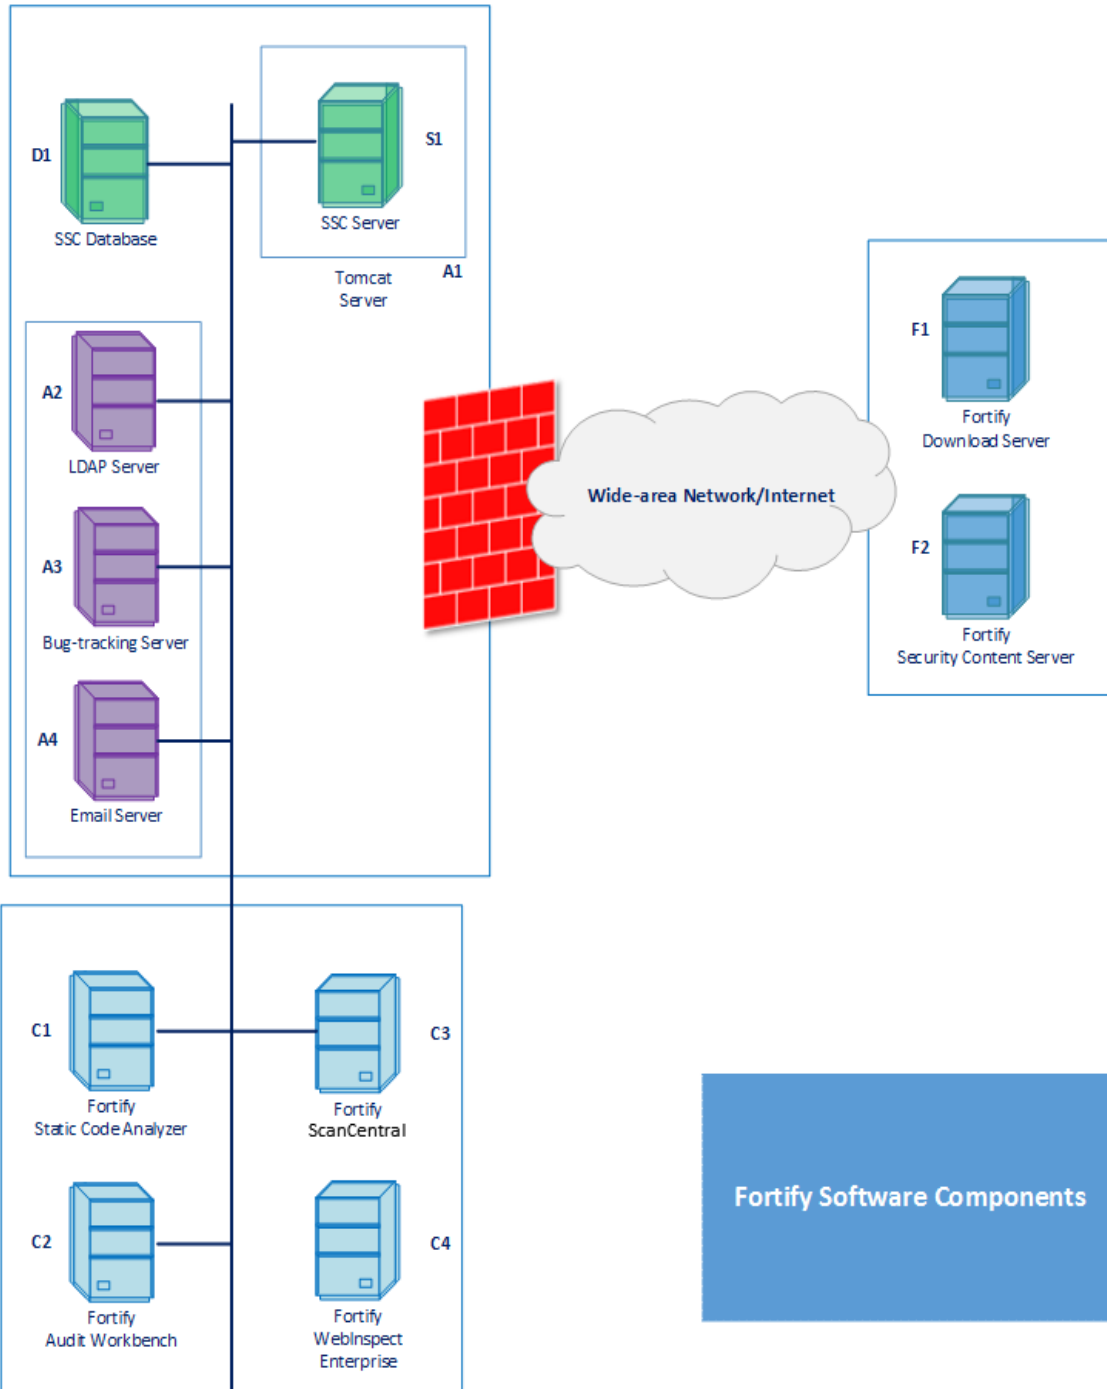 D1
SSC Database
S1
SSC Server
A1
Tomcat
Server
A2
LDAP Server
A3
Bug-tracking Server
A4
Email Server
Wide-area Network/Internet
F1
Fortify
Download Server
F2
Fortify
Security Content Server
C1
Fortify
Static Code Analyzer
C3
Fortify
ScanCentral
C2
Fortify
Audit Workbench
C4
Fortify
WebInspect
Enterprise
Fortify Software Components